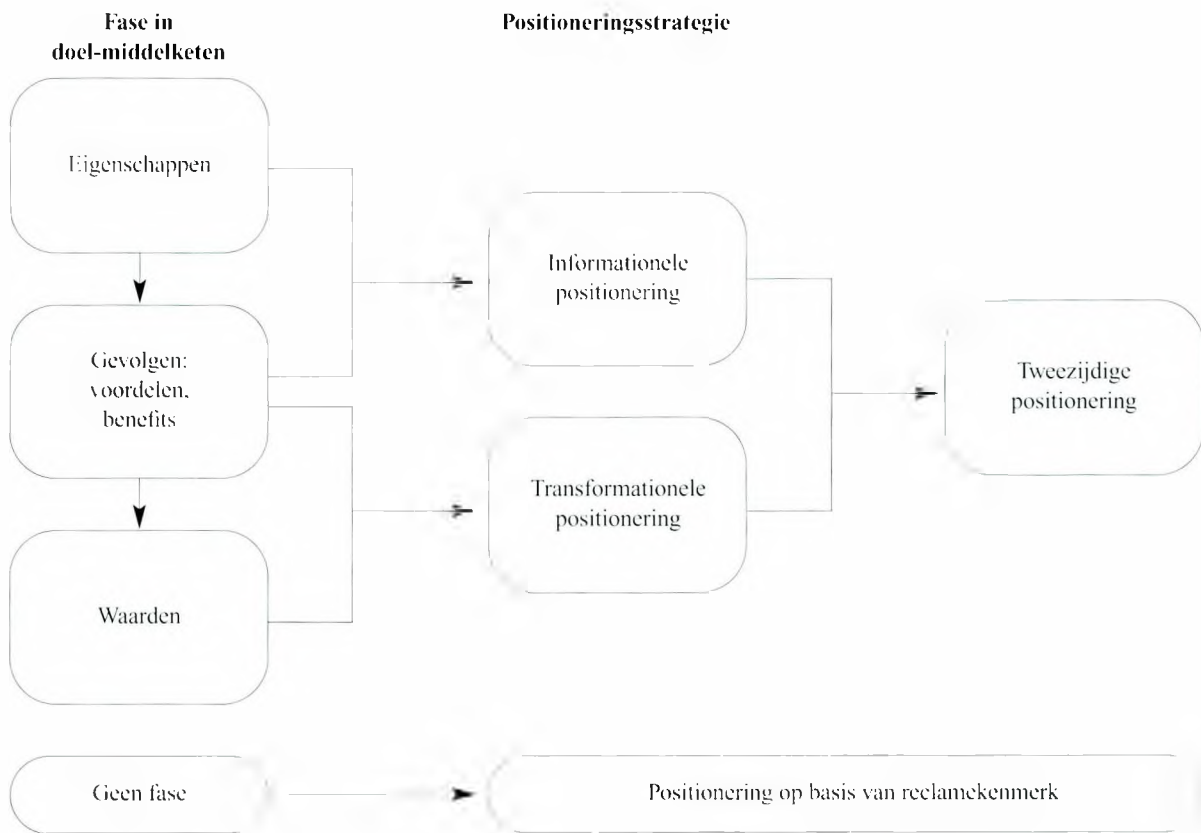 Fase in
doel-middelketen
Positioneringsstrategie
Eigenschappen
Informationele
positionering
Gevolgen:
voordelen,
benefits
Tweezijdige
positionering
Transformationele
positionering
Waarden
Geen fase
Positionering op basis van reclamekenmerk